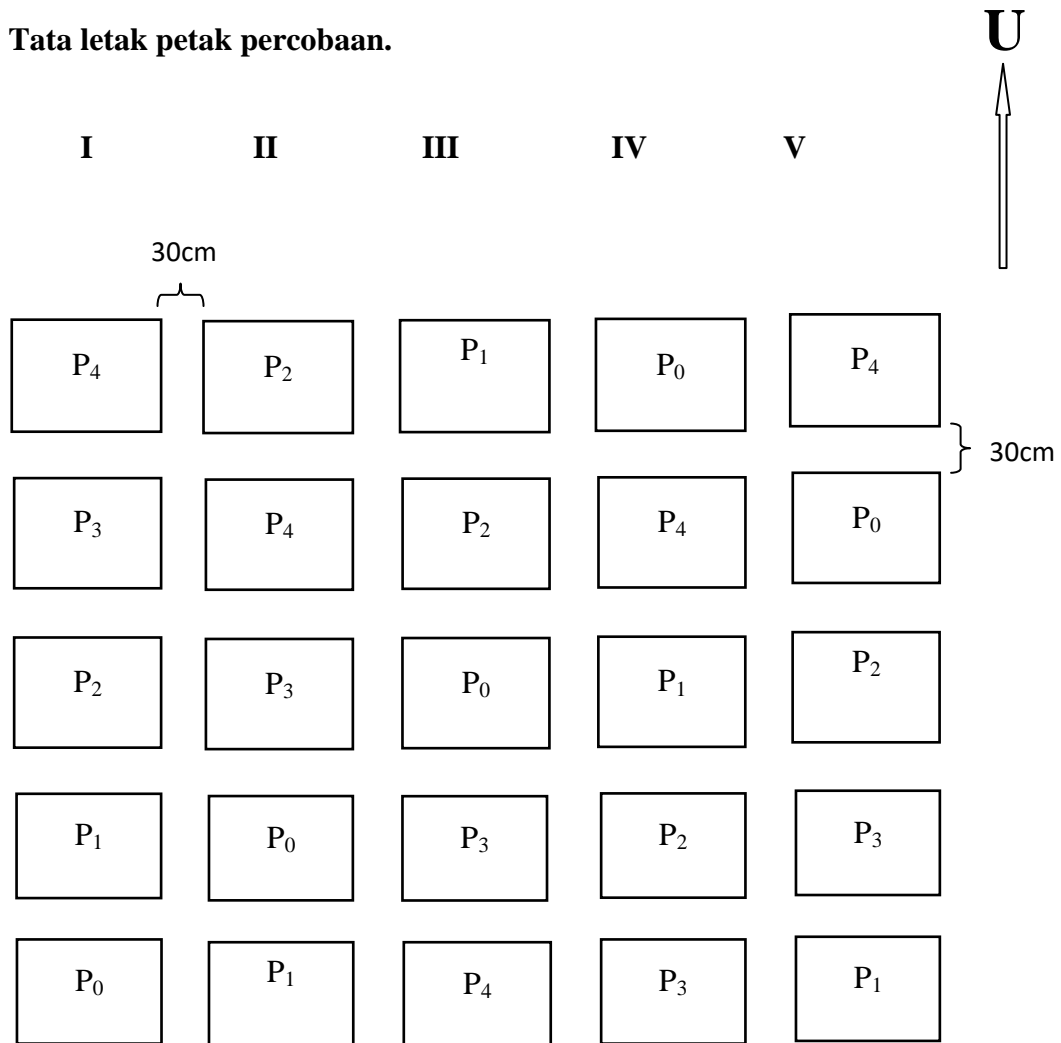 Tata letak petak percobaan.
U
I II III IV V
30cm
P₄ P₂ P₁ P₀ P₄
30cm
P₃ P₄ P₂ P₄ P₀
P₂ P₃ P₀ P₁ P₂
P₁ P₀ P₃ P₂ P₃
P₀ P₁ P₄ P₃ P₁